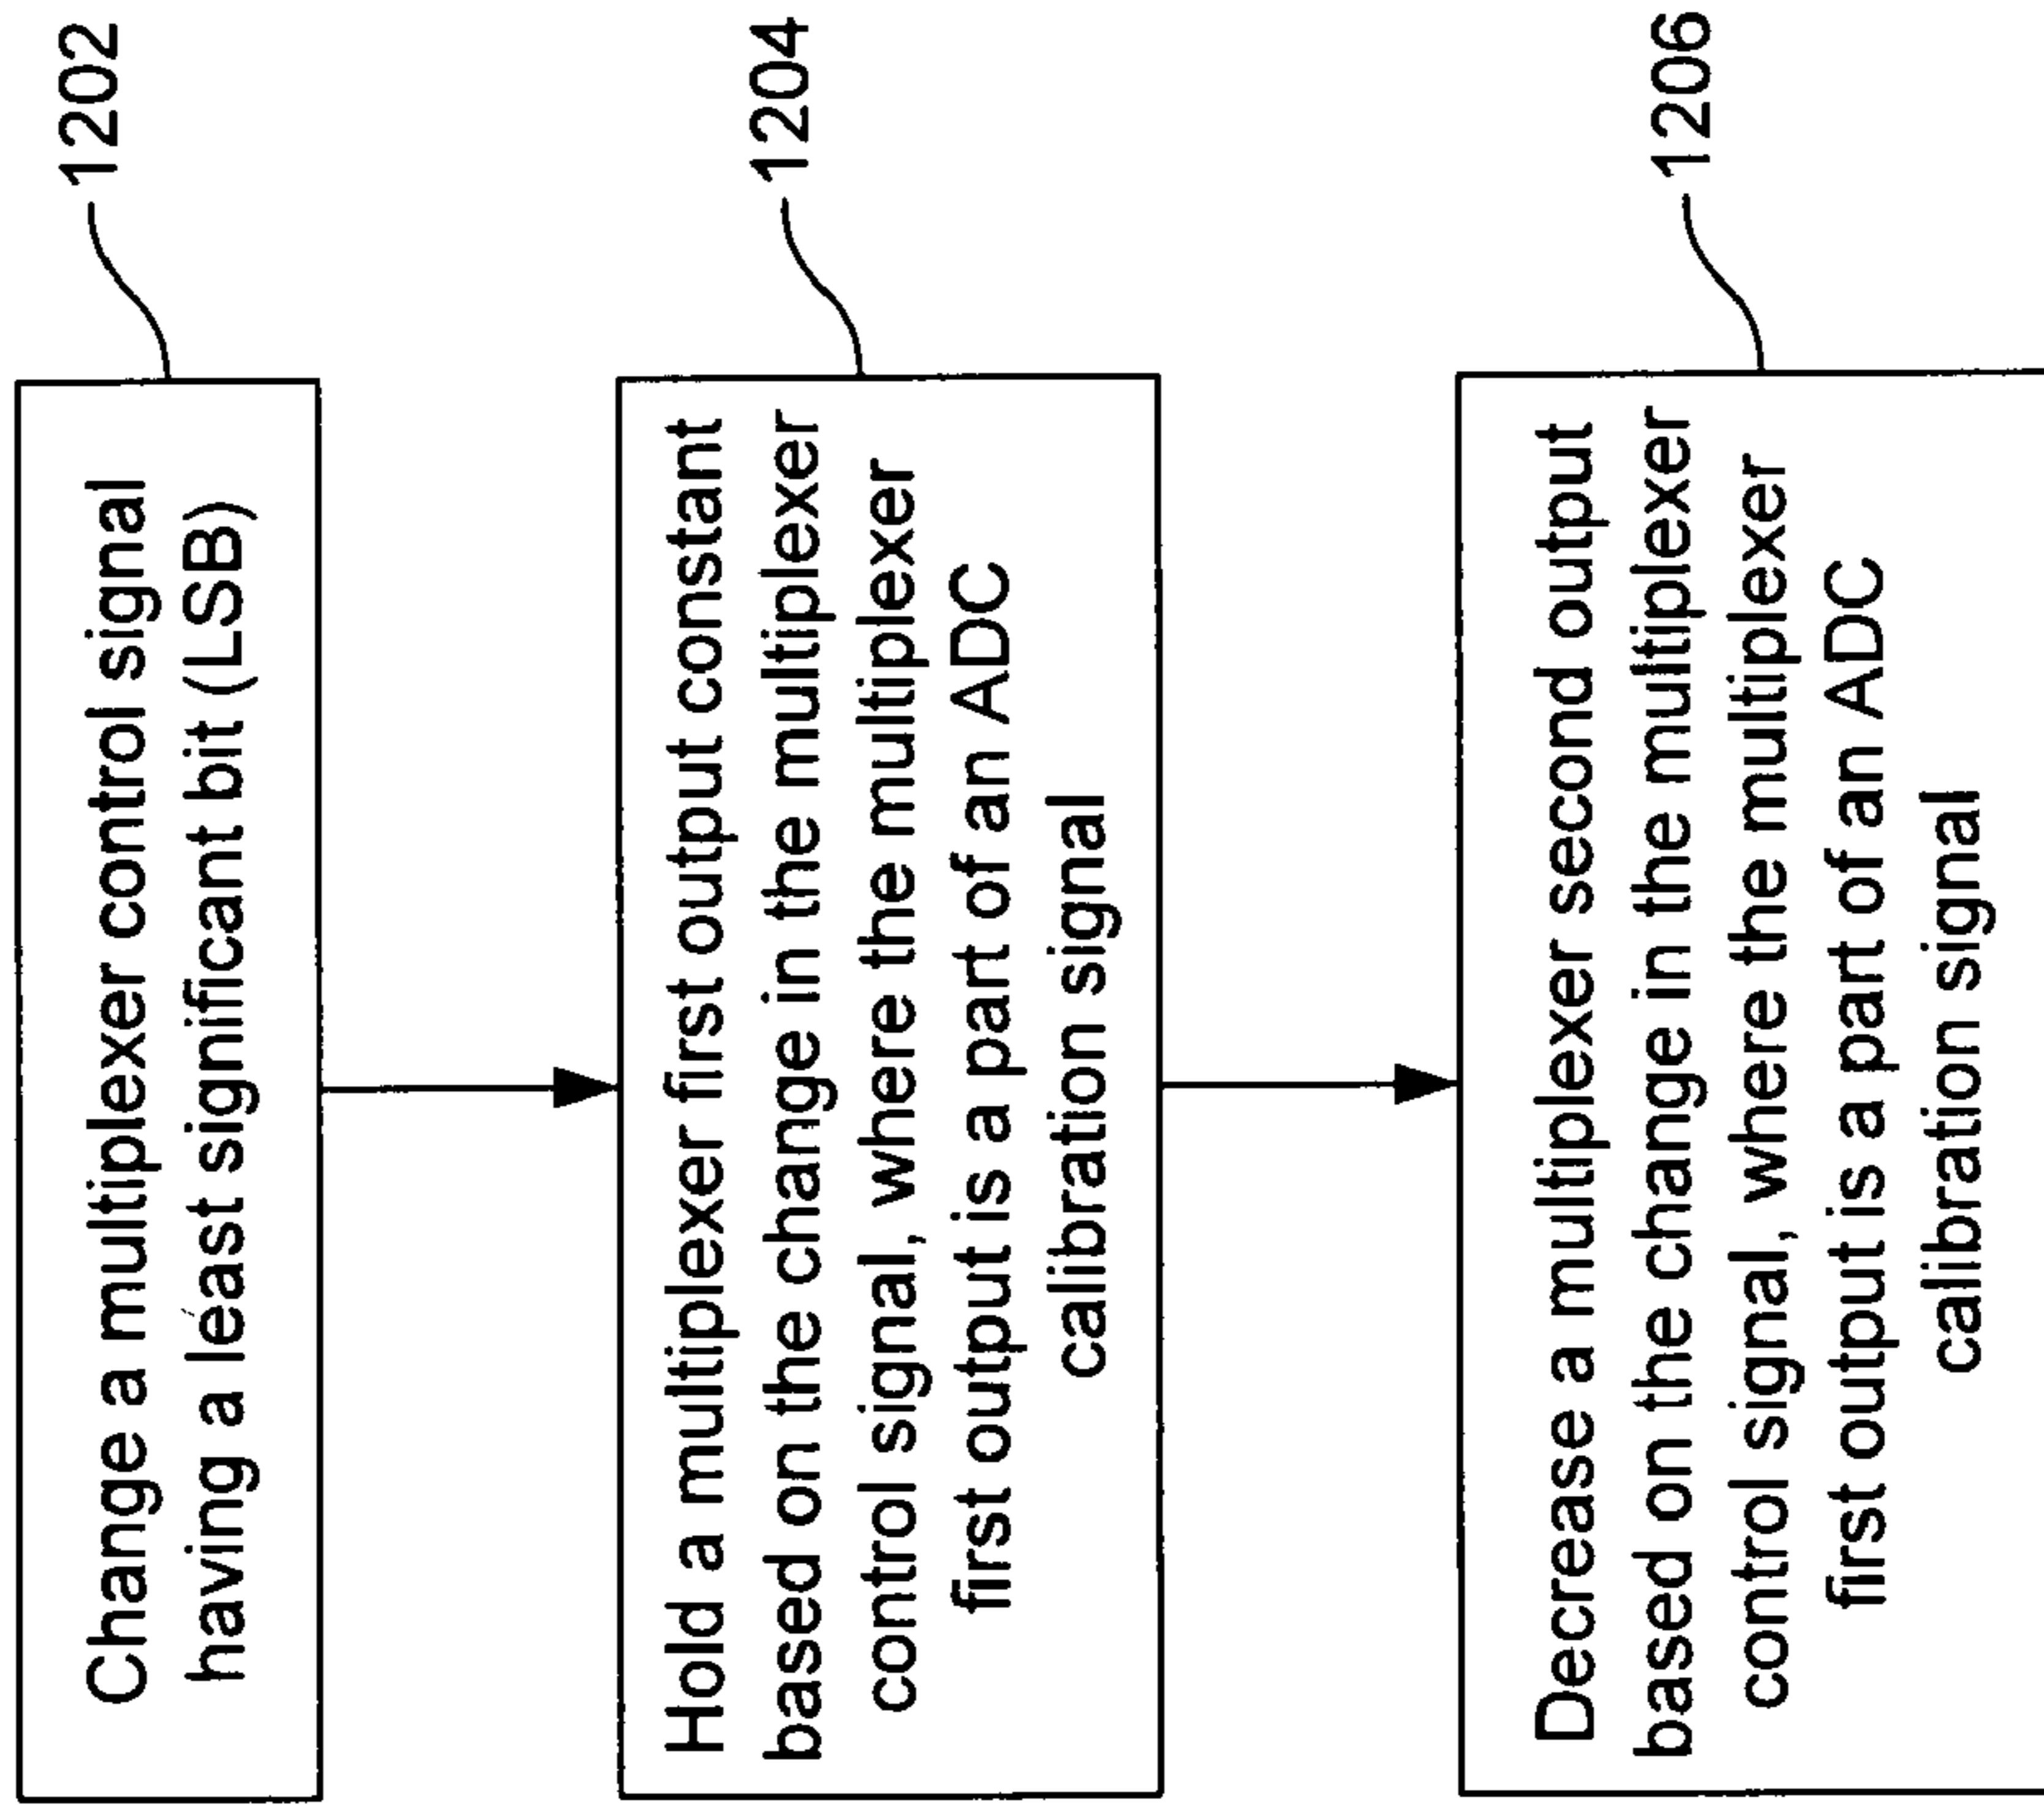 Change a multiplexer control signal
having a least significant bit (LSB)
1202
Hold a multiplexer first output constant
based on the change in the multiplexer
control signal, where the multiplexer
first output is a part of an ADC
calibration signal
1204
Decrease a multiplexer second output
based on the change in the multiplexer
control signal, where the multiplexer
first output is a part of an ADC
calibration signal
1206